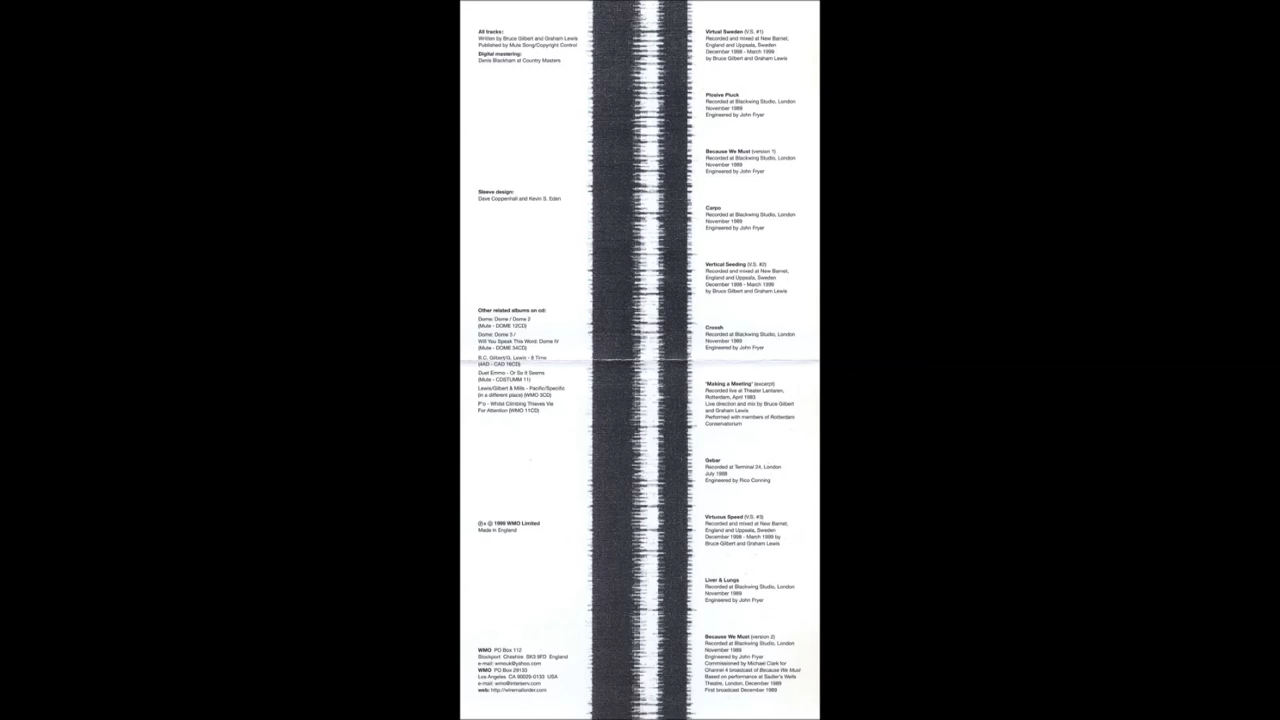 All tracks:
Written by Bruce Gilbert and Graham Lewis
Published by Mute Song/Copyright Control
Digital mastering:
Denis Blackham at Country Masters
Sleeve design:
Dave Coppenhall and Kevin S. Eden
Other related albums on cd:
Dome: Dome / Dome 2
(Mute - DOME 12CD)
Dome: Dome 3 /
Will You Speak This Word: Dome IV
(Mute - DOME 34CD)
B.C. Gilbert/G. Lewis - 8 Time
(4AD - CAD 16CD)
Duet Emmo - Or So It Seems
(Mute - CDSTUMM 11)
Lewis/Gilbert & Mills - Pacific/Specific
(in a different place) (WMO 3CD)
P'o - Whilst Climbing Thieves Vie
For Attention (WMO 11CD)
℗ & © 1999 WMO Limited
Made in England
WMO PO Box 112
Stockport Cheshire SK3 9FD England
e-mail: wmouk@yahoo.com
WMO PO Box 29133
Los Angeles CA 90029-0133 USA
e-mail: wmo@interserv.com
web: http://wiremailorder.com
Virtual Sweden (V.S. #1)
Recorded and mixed at New Barnet,
England and Uppsala, Sweden
December 1998 - March 1999
by Bruce Gilbert and Graham Lewis
Plosive Pluck
Recorded at Blackwing Studio, London
November 1989
Engineered by John Fryer
Because We Must (version 1)
Recorded at Blackwing Studio, London
November 1989
Engineered by John Fryer
Carpo
Recorded at Blackwing Studio, London
November 1989
Engineered by John Fryer
Vertical Seeding (V.S. #2)
Recorded and mixed at New Barnet,
England and Uppsala, Sweden
December 1998 - March 1999
by Bruce Gilbert and Graham Lewis
Croosh
Recorded at Blackwing Studio, London
November 1989
Engineered by John Fryer
'Making a Meeting' (excerpt)
Recorded live at Theater Lantaren,
Rotterdam, April 1983
Live direction and mix by Bruce Gilbert
and Graham Lewis
Performed with members of Rotterdam
Conservatorium
Gebar
Recorded at Terminal 24, London
July 1988
Engineered by Rico Conning
Virtuous Speed (V.S. #3)
Recorded and mixed at New Barnet,
England and Uppsala, Sweden
December 1998 - March 1999 by
Bruce Gilbert and Graham Lewis
Liver & Lungs
Recorded at Blackwing Studio, London
November 1989
Engineered by John Fryer
Because We Must (version 2)
Recorded at Blackwing Studio, London
November 1989
Engineered by John Fryer
Commissioned by Michael Clark for
Channel 4 broadcast of Because We Must
Based on performance at Sadler's Wells
Theatre, London, December 1989
First broadcast December 1989